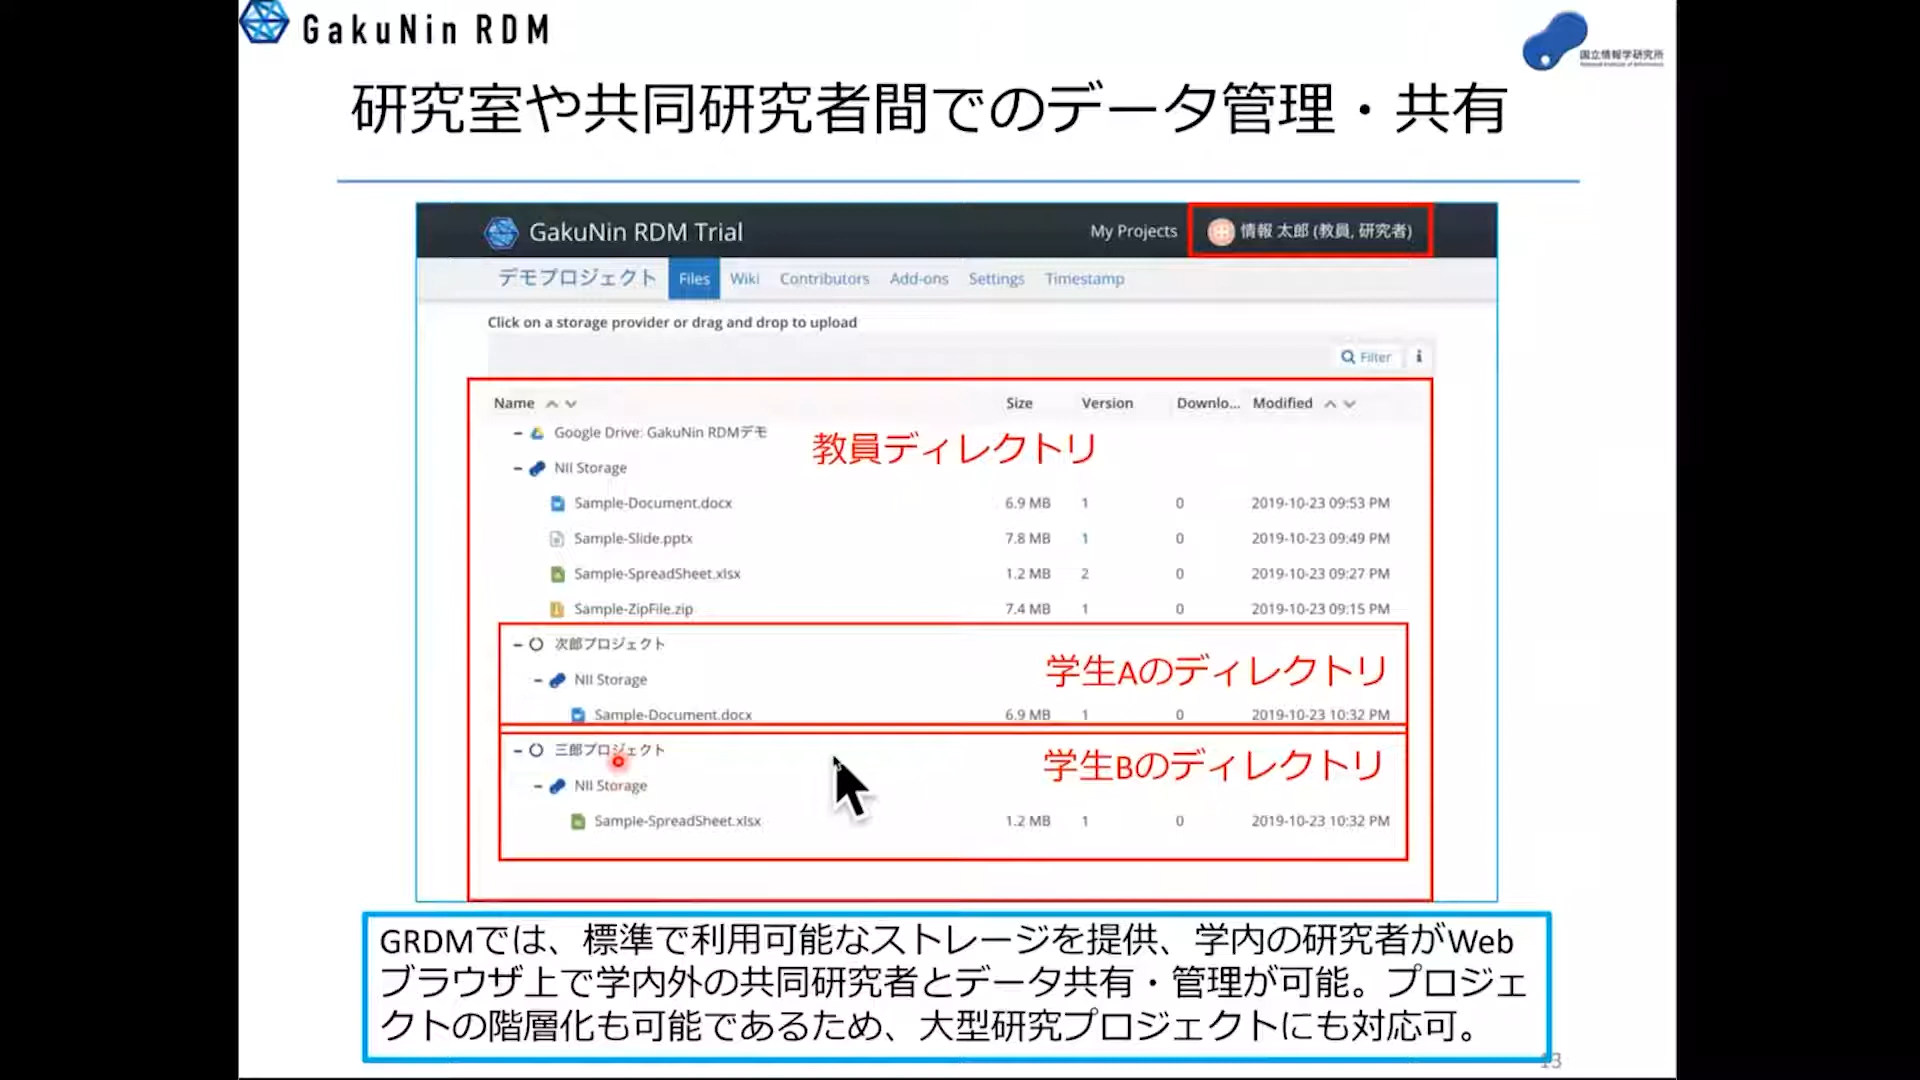 GakuNin RDM
国立情報学研究所
研究室や共同研究者間でのデータ管理・共有
GakuNin RDM Trial
My Projects
情報 太郎 (教員, 研究者)
デモプロジェクト
Files
Wiki
Contributors
Add-ons
Settings
Timestamp
Click on a storage provider or drag and drop to upload
Filter
Name Size Version Downlo... Modified
Google Drive: GakuNin RDMデモ
教員ディレクトリ
NII Storage
Sample-Document.docx 6.9 MB 1 0 2019-10-23 09:53 PM
Sample-Slide.pptx 7.8 MB 1 0 2019-10-23 09:49 PM
Sample-SpreadSheet.xlsx 1.2 MB 2 0 2019-10-23 09:27 PM
Sample-ZipFile.zip 7.4 MB 1 0 2019-10-23 09:15 PM
次郎プロジェクト
学生Aのディレクトリ
NII Storage
Sample-Document.docx 6.9 MB 1 0 2019-10-23 10:32 PM
三郎プロジェクト
学生Bのディレクトリ
NII Storage
Sample-SpreadSheet.xlsx 1.2 MB 1 0 2019-10-23 10:32 PM
GRDMでは、標準で利用可能なストレージを提供、学内の研究者がWeb
ブラウザ上で学内外の共同研究者とデータ共有・管理が可能。プロジェ
クトの階層化も可能であるため、大型研究プロジェクトにも対応可。
13